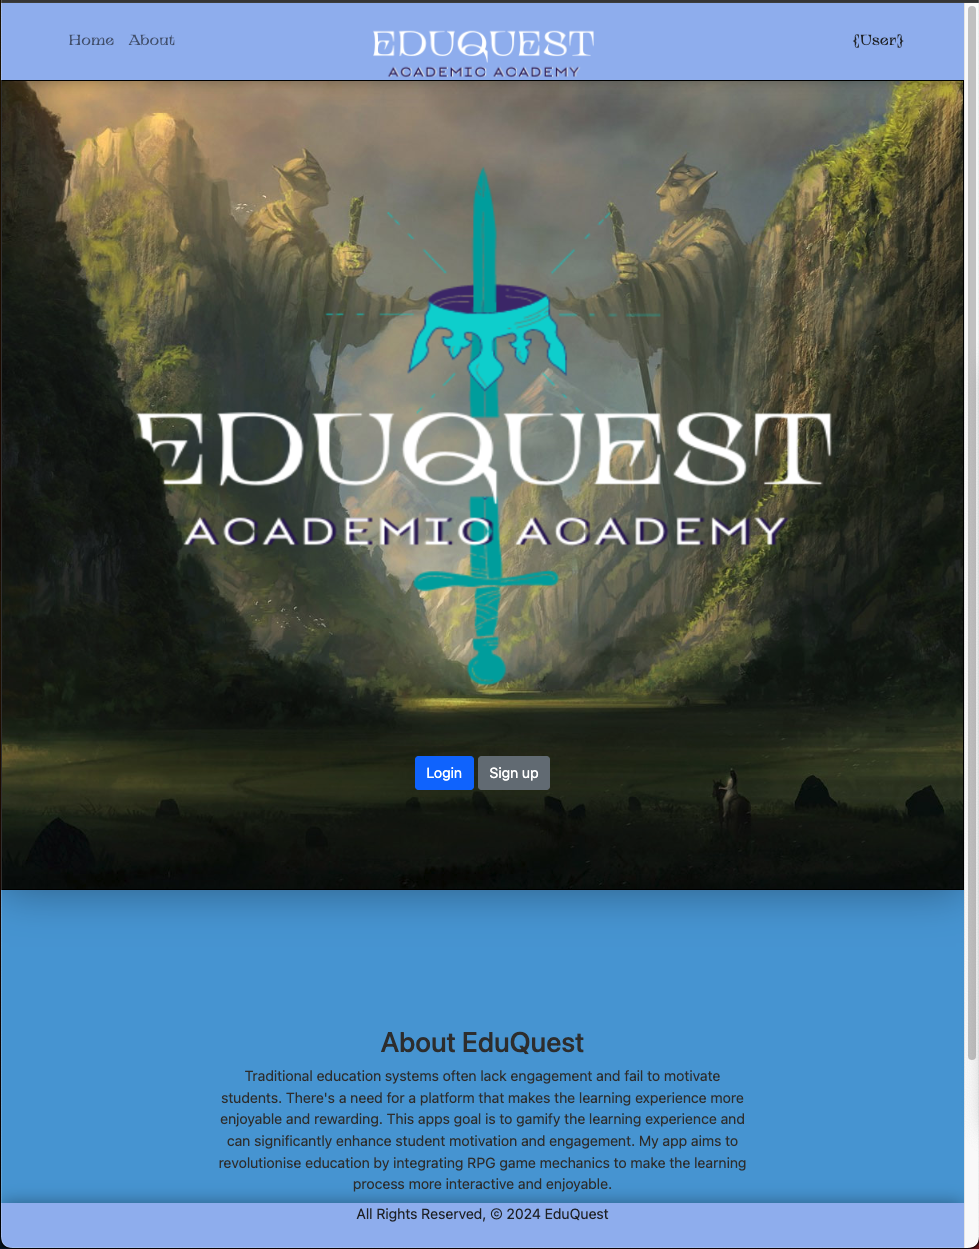 Home About EDUQUEST {User}
ACADEMIC ACADEMY
EDUQUEST
ACADEMIC ACADEMY
Login Sign up
About EduQuest
Traditional education systems often lack engagement and fail to motivate
students. There's a need for a platform that makes the learning experience more
enjoyable and rewarding. This apps goal is to gamify the learning experience and
can significantly enhance student motivation and engagement. My app aims to
revolutionise education by integrating RPG game mechanics to make the learning
process more interactive and enjoyable.
All Rights Reserved, © 2024 EduQuest